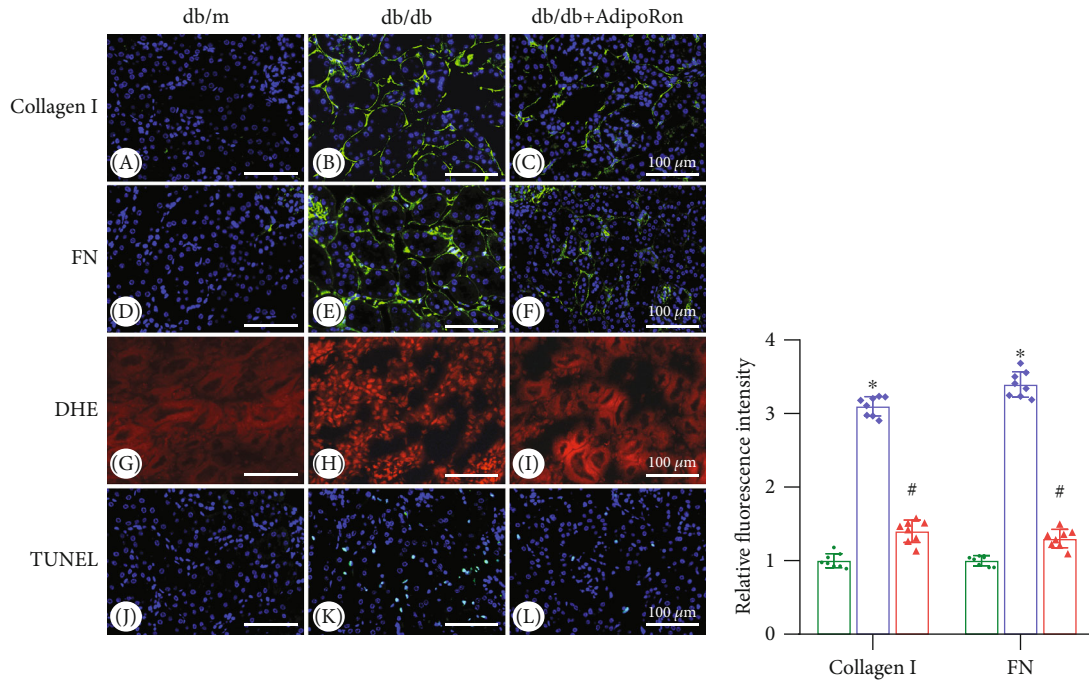 db/m db/db db/db+AdipoRon
Collagen I
(A) (B) (C) 100 μm
FN
(D) (E) (F) 100 μm
DHE
(G) (H) (I) 100 μm
TUNEL
(J) (K) (L) 100 μm
Relative fluorescence intensity
4
3
2
1
0
* # * #
Collagen I FN